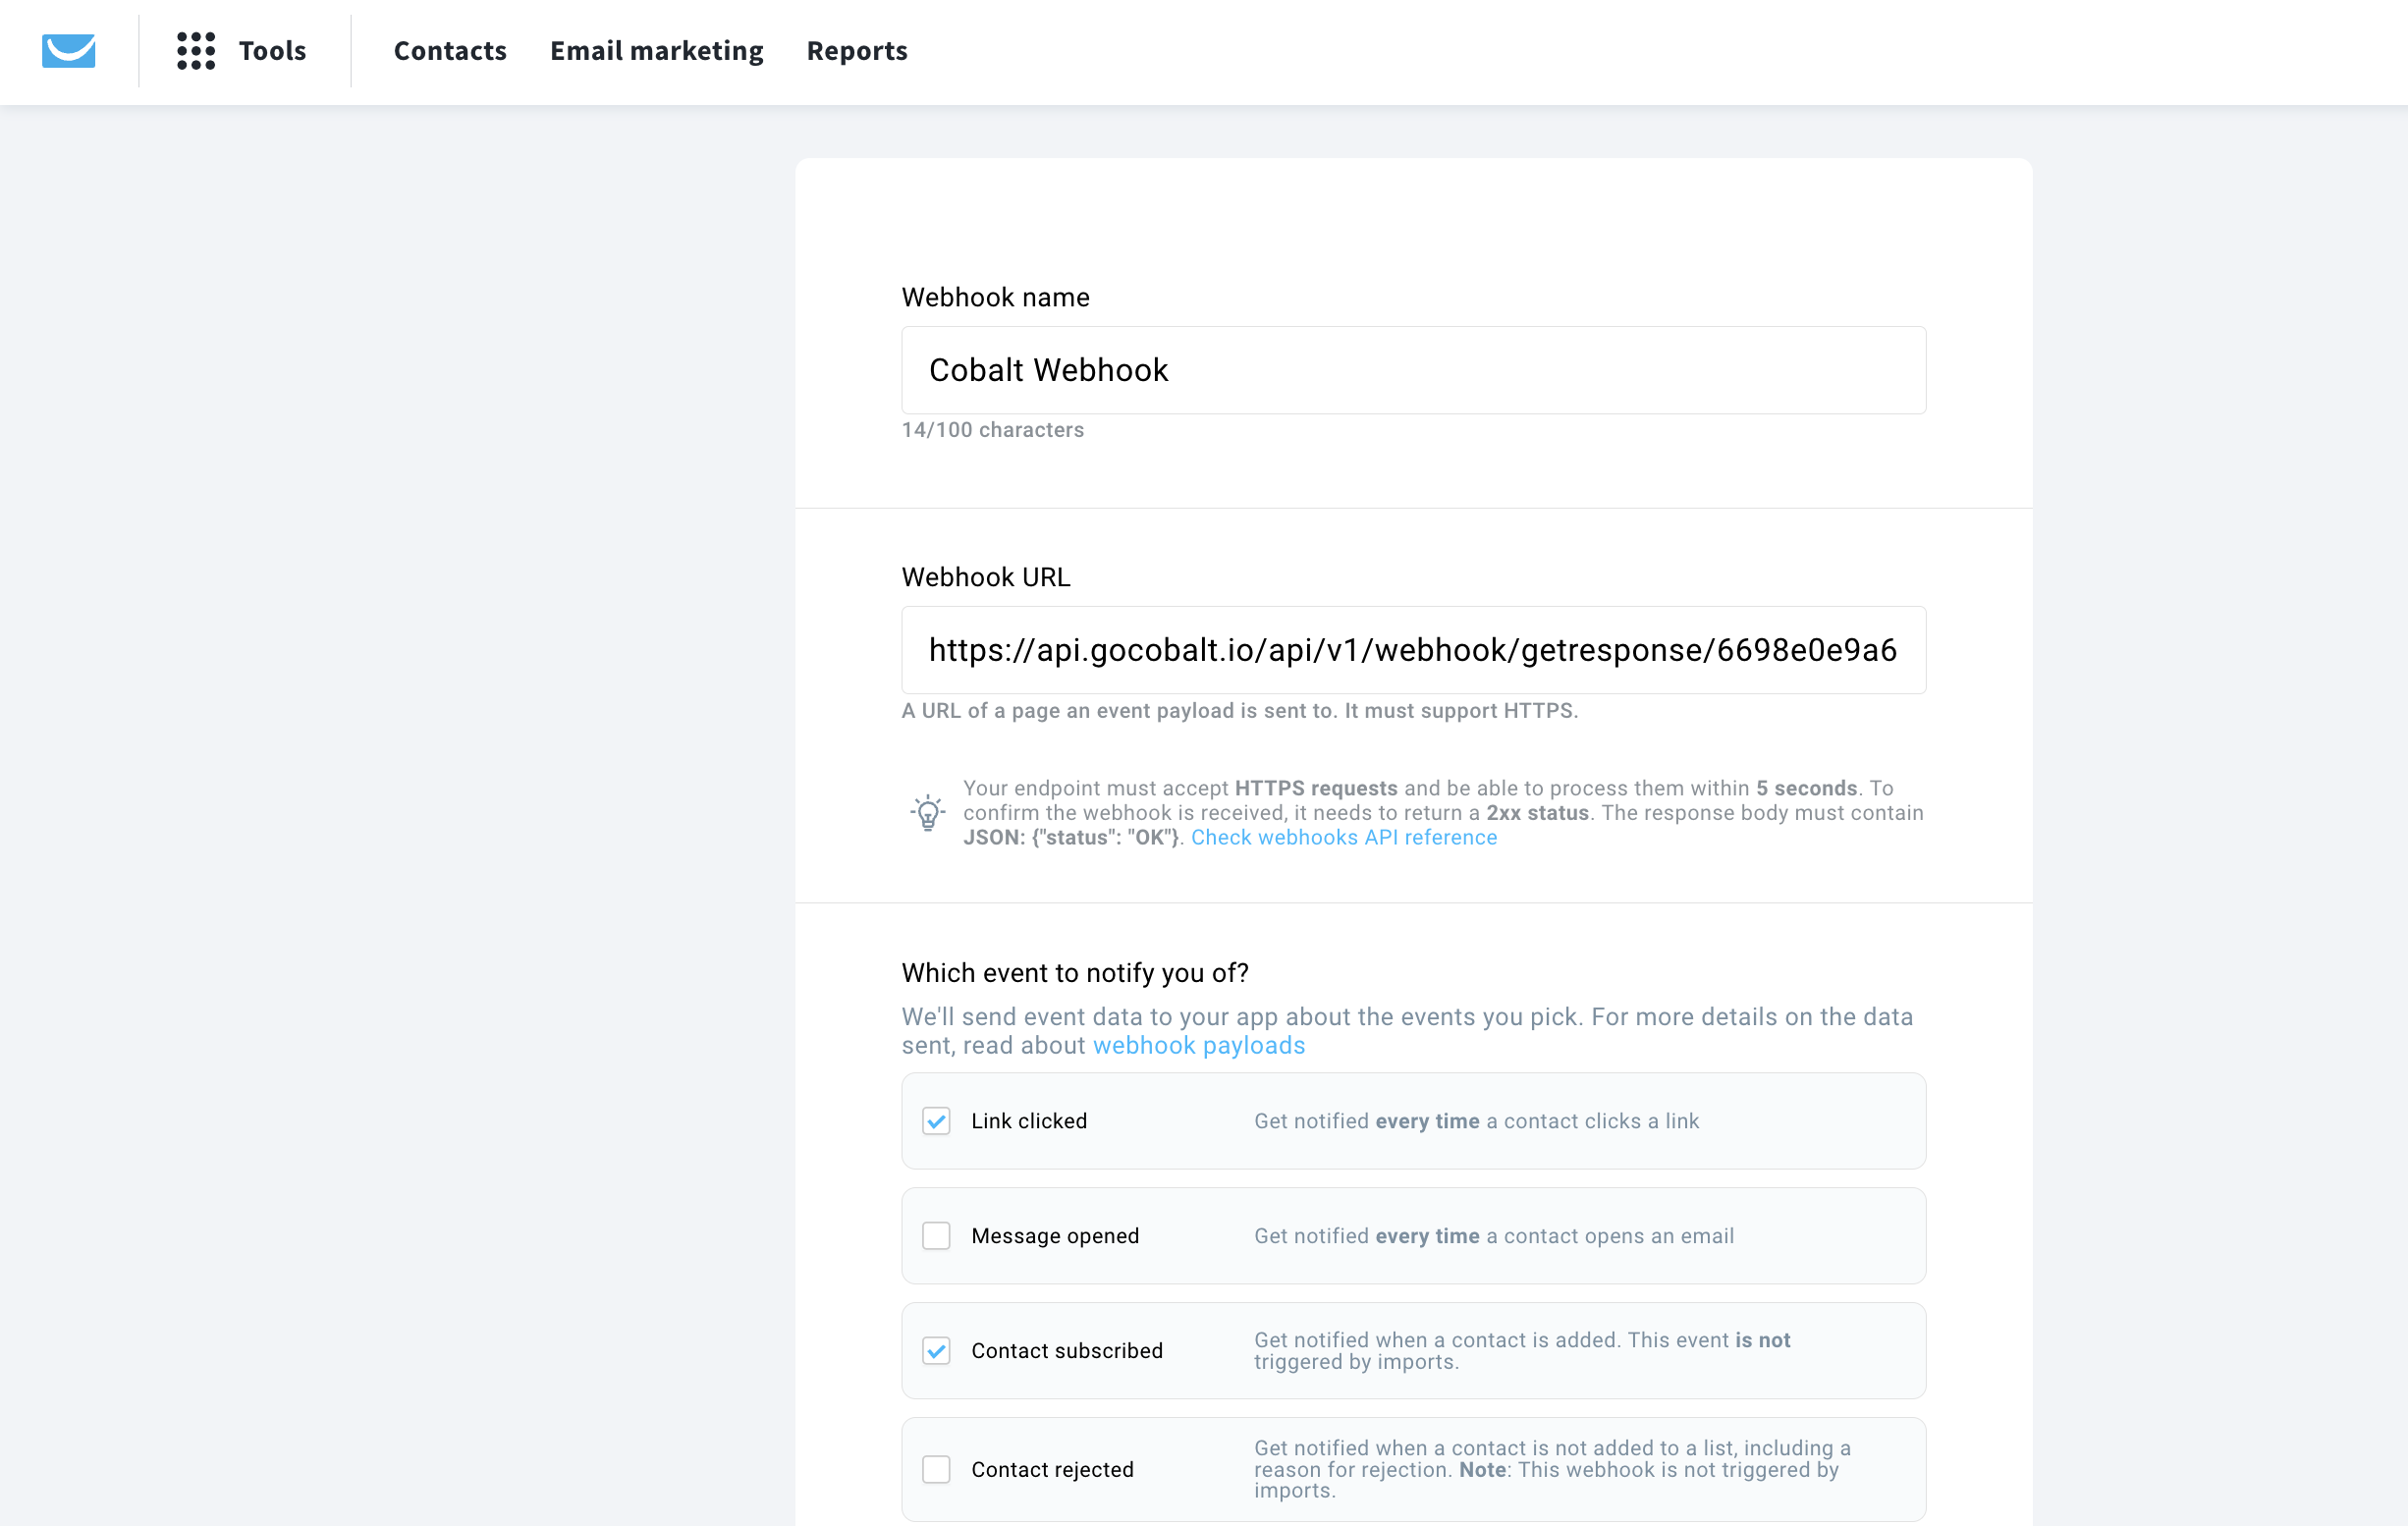 Tools
Contacts
Email marketing
Reports
Webhook name
Cobalt Webhook
14/100 characters
Webhook URL
https://api.gocobalt.io/api/v1/webhook/getresponse/6698e0e9a6
A URL of a page an event payload is sent to. It must support HTTPS.
Your endpoint must accept HTTPS requests and be able to process them within 5 seconds. To
confirm the webhook is received, it needs to return a 2xx status. The response body must contain
JSON: {"status": "OK"}. Check webhooks API reference
Which event to notify you of?
We'll send event data to your app about the events you pick. For more details on the data
sent, read about webhook payloads
Link clicked
Get notified every time a contact clicks a link
Message opened
Get notified every time a contact opens an email
Contact subscribed
Get notified when a contact is added. This event is not
triggered by imports.
Contact rejected
Get notified when a contact is not added to a list, including a
reason for rejection. Note: This webhook is not triggered by
imports.